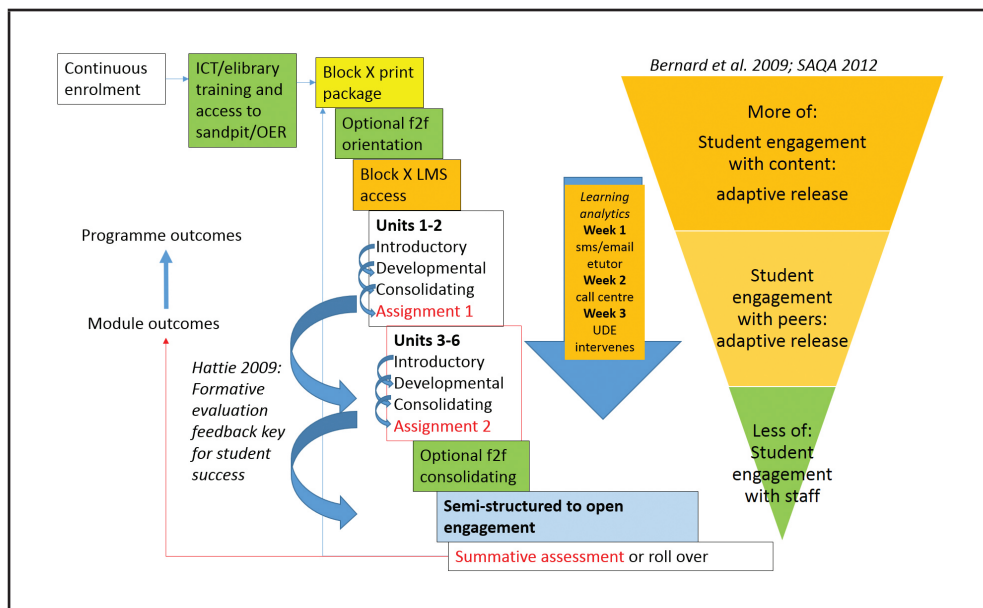 Continuous
enrolment
ICT/elibrary
training and
access to
sandpit/OER
Block X print
package
Optional f2f
orientation
Block X LMS
access
Units 1-2
Introductory
Developmental
Consolidating
Assignment 1
Units 3-6
Introductory
Developmental
Consolidating
Assignment 2
Optional f2f
consolidating
Semi-structured to open
engagement
Summative assessment or roll over
Programme outcomes
Module outcomes
Hattie 2009:
Formative
evaluation
feedback key
for student
success
Learning
analytics
Week 1
sms/email
etutor
Week 2
call centre
Week 3
UDE
intervenes
Bernard et al. 2009; SAQA 2012
More of:
Student engagement
with content:
adaptive release
Student
engagement
with peers:
adaptive release
Less of:
Student
engagement
with staff